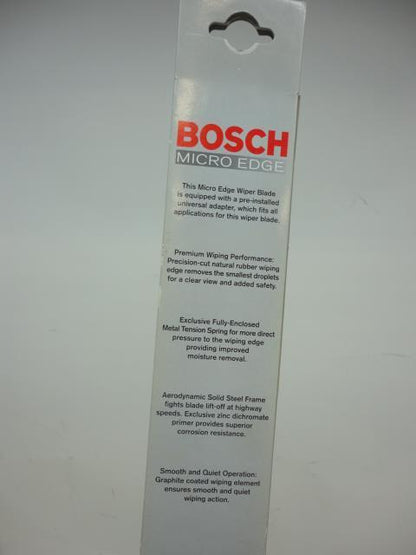 BOSCH
MICRO EDGE
This Micro Edge Wiper Blade
is equipped with a pre-installed
universal adapter, which fits all
applications for this wiper blade.
Premium Wiping Performance:
Precision-cut natural rubber wiping
edge removes the smallest droplets
for a clear view and added safety.
Exclusive Fully-Enclosed
Metal Tension Spring for more direct
pressure to the wiping edge
providing improved
moisture removal.
Aerodynamic Solid Steel Frame
fights blade lift-off at highway
speeds. Exclusive zinc dichromate
primer provides superior
corrosion resistance.
Smooth and Quiet Operation:
Graphite coated wiping element
ensures smooth and quiet
wiping action.